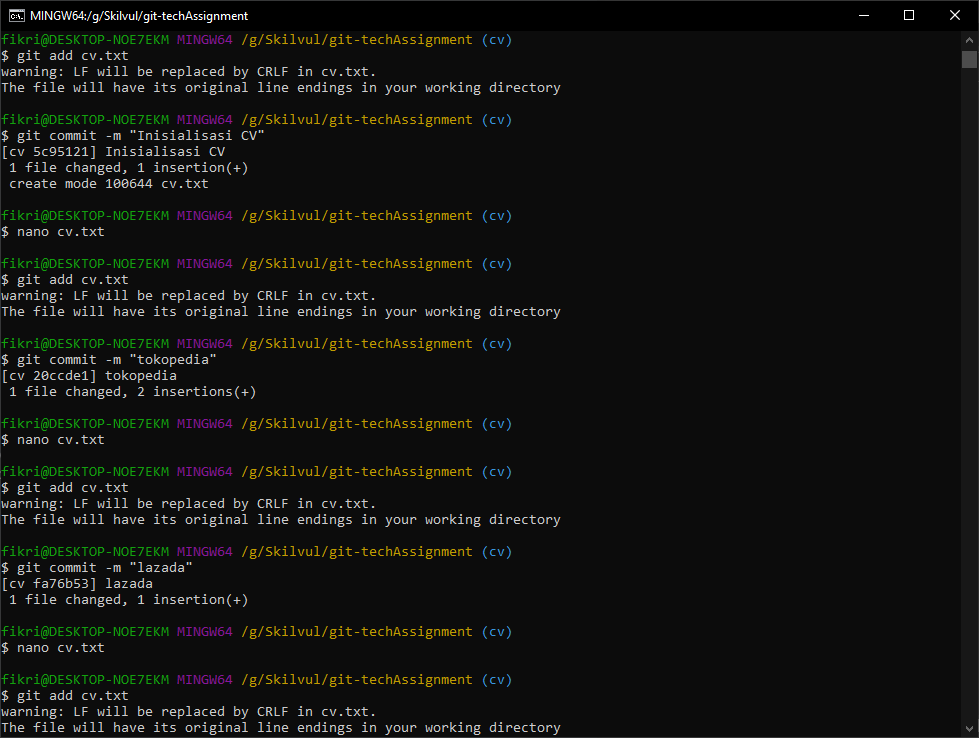 MINGW64:/g/Skilvul/git-techAssignment
fikri@DESKTOP-NOE7EKM MINGW64 /g/Skilvul/git-techAssignment (cv)
$ git add cv.txt
warning: LF will be replaced by CRLF in cv.txt.
The file will have its original line endings in your working directory
fikri@DESKTOP-NOE7EKM MINGW64 /g/Skilvul/git-techAssignment (cv)
$ git commit -m "Inisialisasi CV"
[cv 5c95121] Inisialisasi CV
1 file changed, 1 insertion(+)
create mode 100644 cv.txt
fikri@DESKTOP-NOE7EKM MINGW64 /g/Skilvul/git-techAssignment (cv)
$ nano cv.txt
fikri@DESKTOP-NOE7EKM MINGW64 /g/Skilvul/git-techAssignment (cv)
$ git add cv.txt
warning: LF will be replaced by CRLF in cv.txt.
The file will have its original line endings in your working directory
fikri@DESKTOP-NOE7EKM MINGW64 /g/Skilvul/git-techAssignment (cv)
$ git commit -m "tokopedia"
[cv 20ccde1] tokopedia
1 file changed, 2 insertions(+)
fikri@DESKTOP-NOE7EKM MINGW64 /g/Skilvul/git-techAssignment (cv)
$ nano cv.txt
fikri@DESKTOP-NOE7EKM MINGW64 /g/Skilvul/git-techAssignment (cv)
$ git add cv.txt
warning: LF will be replaced by CRLF in cv.txt.
The file will have its original line endings in your working directory
fikri@DESKTOP-NOE7EKM MINGW64 /g/Skilvul/git-techAssignment (cv)
$ git commit -m "lazada"
[cv fa76b53] lazada
1 file changed, 1 insertion(+)
fikri@DESKTOP-NOE7EKM MINGW64 /g/Skilvul/git-techAssignment (cv)
$ nano cv.txt
fikri@DESKTOP-NOE7EKM MINGW64 /g/Skilvul/git-techAssignment (cv)
$ git add cv.txt
warning: LF will be replaced by CRLF in cv.txt.
The file will have its original line endings in your working directory